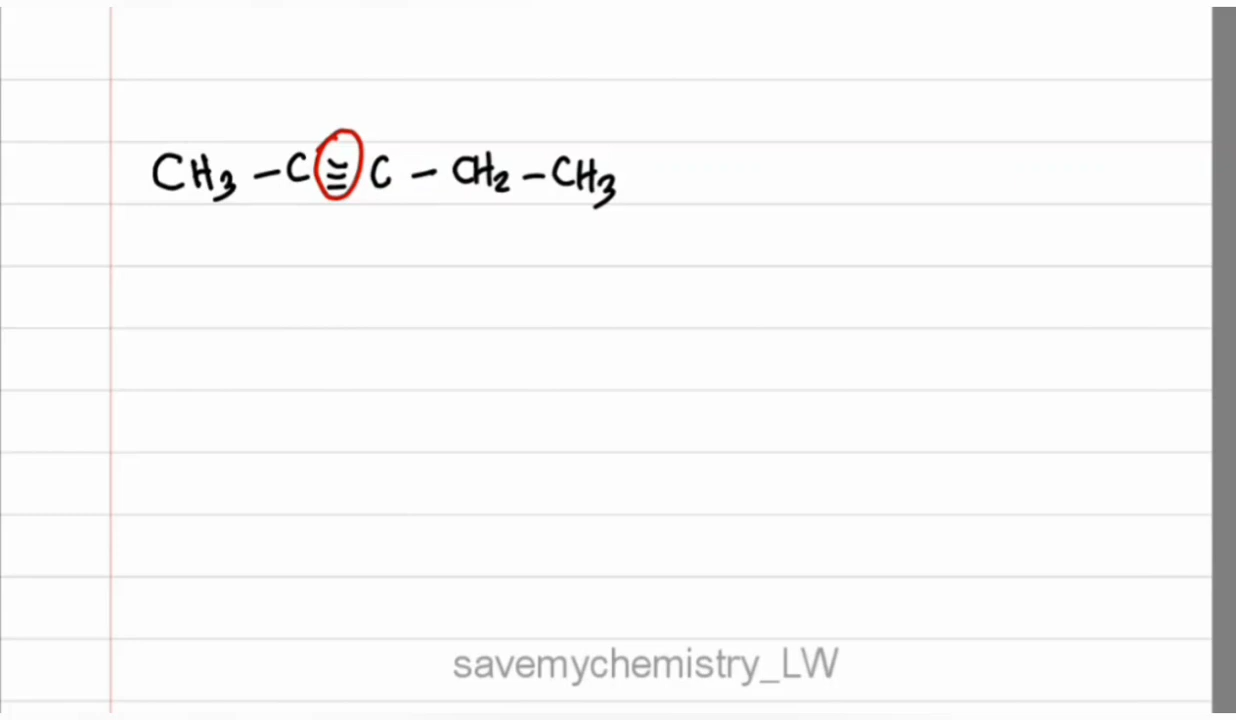 CH₃ – C ≡ C – CH₂ – CH₃
savemychemistry_LW